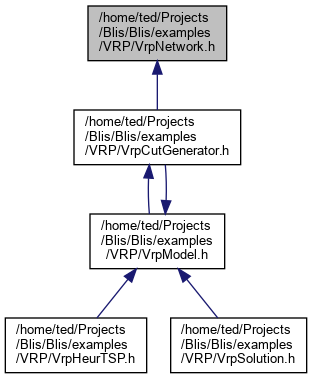 /home/ted/Projects
/Blis/Blis/examples
/VRP/VrpNetwork.h
/home/ted/Projects
/Blis/Blis/examples
/VRP/VrpCutGenerator.h
/home/ted/Projects
/Blis/Blis/examples
/VRP/VrpModel.h
/home/ted/Projects
/Blis/Blis/examples
/VRP/VrpHeurTSP.h
/home/ted/Projects
/Blis/Blis/examples
/VRP/VrpSolution.h